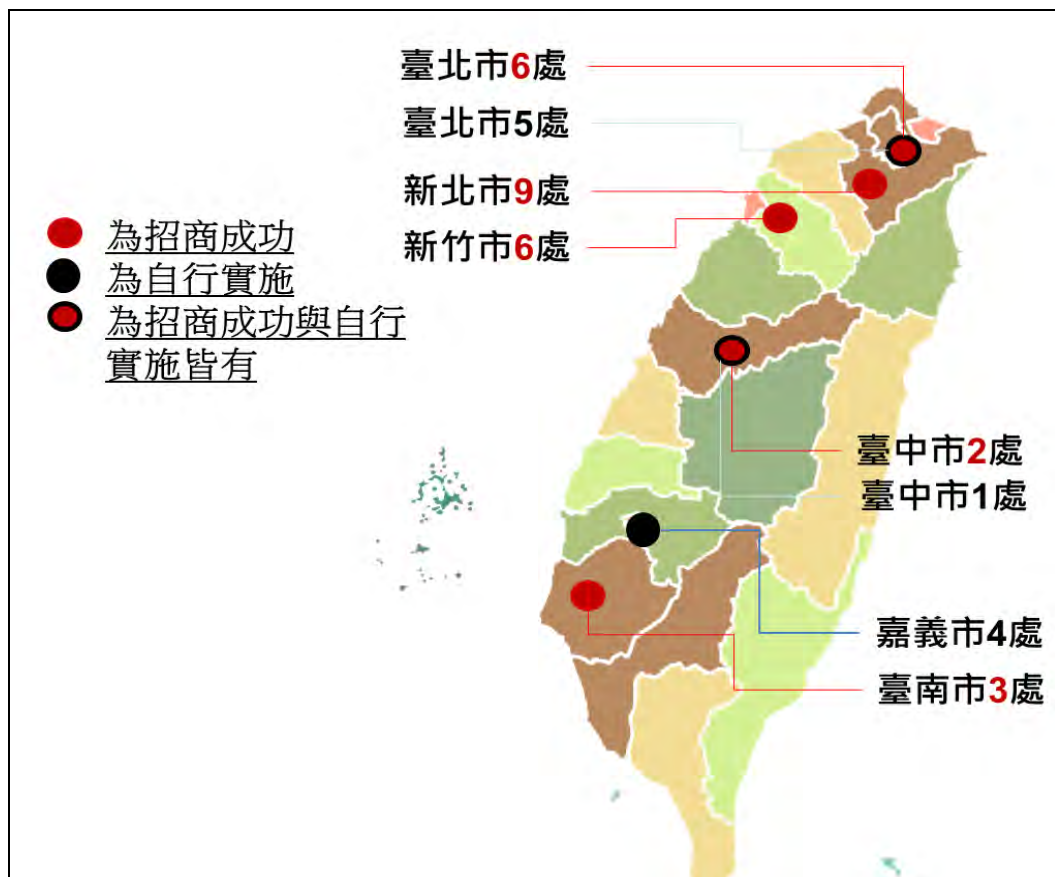 臺北市6處
臺北市5處
新北市9處
新竹市6處
為招商成功
為自行實施
為招商成功與自行
實施皆有
臺中市2處
臺中市1處
嘉義市4處
臺南市3處